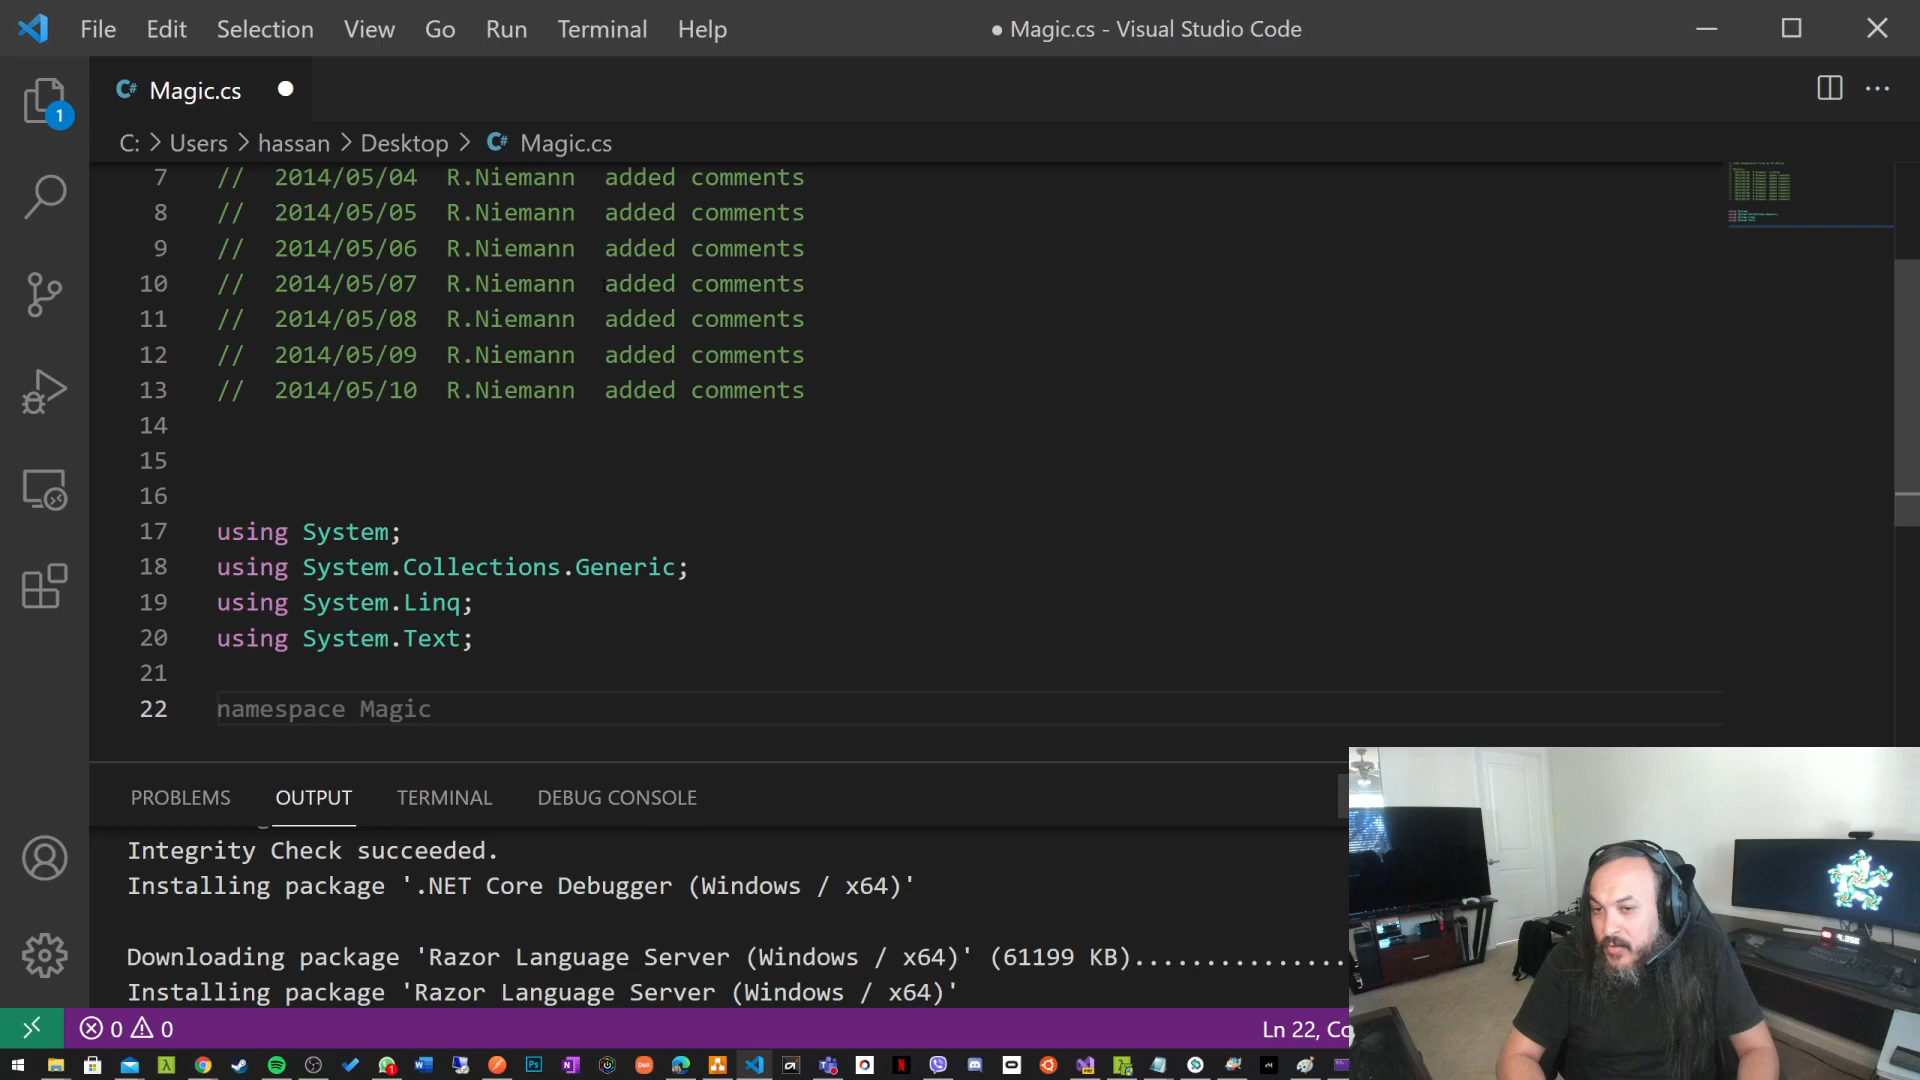 File Edit Selection View Go Run Terminal Help
● Magic.cs - Visual Studio Code
1
C# Magic.cs ●
C: > Users > hassan > Desktop > C# Magic.cs
7 // 2014/05/04 R.Niemann added comments
8 // 2014/05/05 R.Niemann added comments
9 // 2014/05/06 R.Niemann added comments
10 // 2014/05/07 R.Niemann added comments
11 // 2014/05/08 R.Niemann added comments
12 // 2014/05/09 R.Niemann added comments
13 // 2014/05/10 R.Niemann added comments
14
15
16
17 using System;
18 using System.Collections.Generic;
19 using System.Linq;
20 using System.Text;
21
22 namespace Magic
PROBLEMS OUTPUT TERMINAL DEBUG CONSOLE
Integrity Check succeeded.
Installing package '.NET Core Debugger (Windows / x64)'
Downloading package 'Razor Language Server (Windows / x64)' (61199 KB)...............
Installing package 'Razor Language Server (Windows / x64)'
0 0
Ln 22, Co